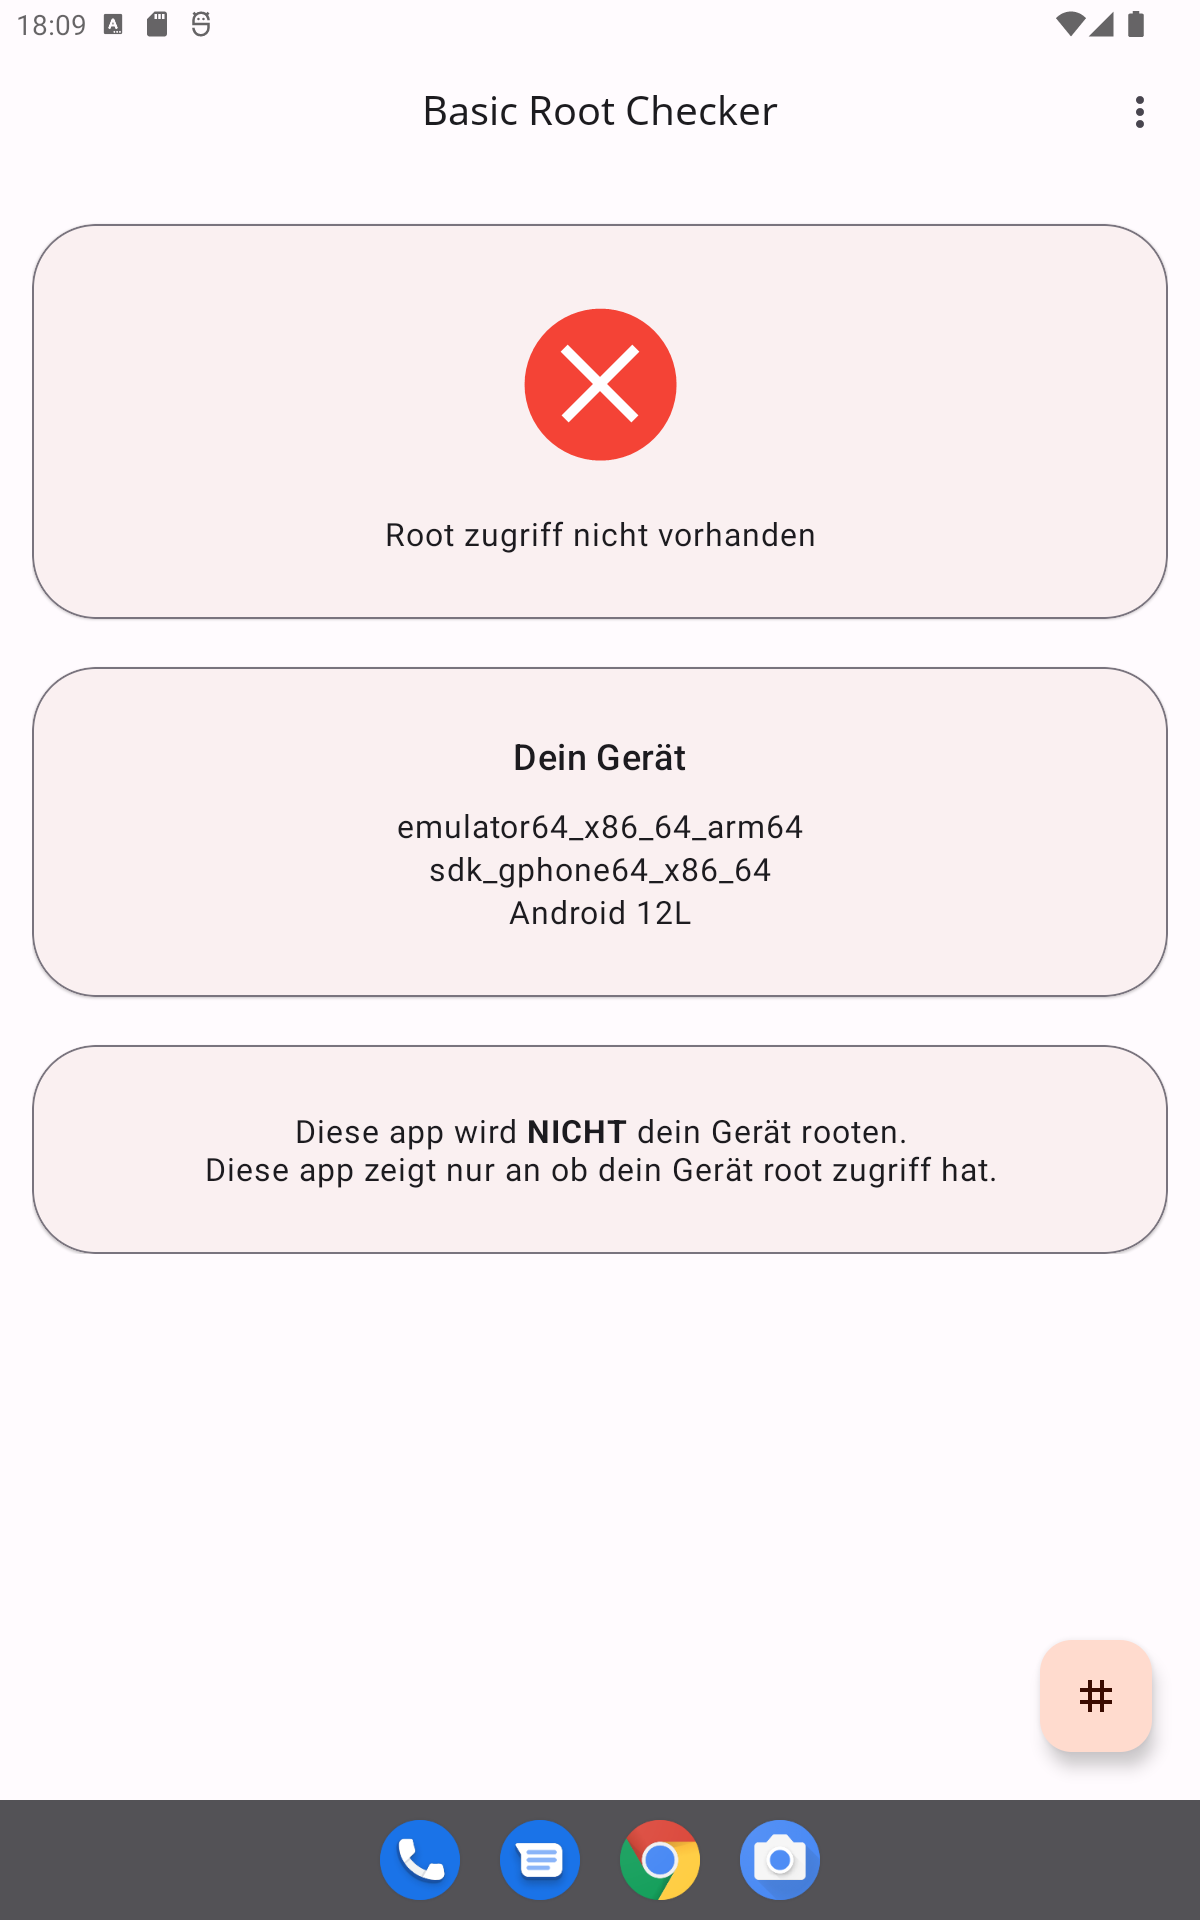 18:09
Basic Root Checker
Root zugriff nicht vorhanden
Dein Gerät
emulator64_x86_64_arm64
sdk_gphone64_x86_64
Android 12L
Diese app wird NICHT dein Gerät rooten.
Diese app zeigt nur an ob dein Gerät root zugriff hat.
#